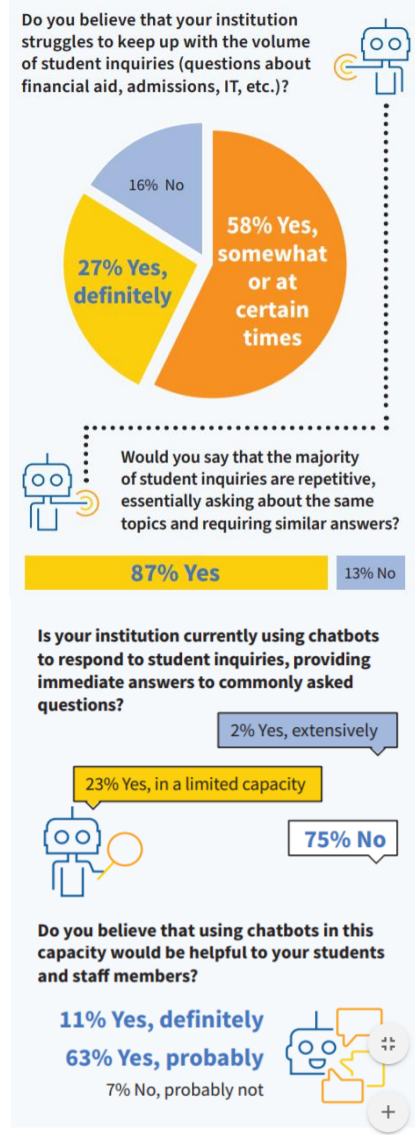 Do you believe that your institution
struggles to keep up with the volume
of student inquiries (questions about
financial aid, admissions, IT, etc.)?
16% No
58% Yes,
somewhat
or at
certain
times
27% Yes,
definitely
Would you say that the majority
of student inquiries are repetitive,
essentially asking about the same
topics and requiring similar answers?
87% Yes
13% No
Is your institution currently using chatbots
to respond to student inquiries, providing
immediate answers to commonly asked
questions?
2% Yes, extensively
23% Yes, in a limited capacity
75% No
Do you believe that using chatbots in this
capacity would be helpful to your students
and staff members?
11% Yes, definitely
63% Yes, probably
7% No, probably not